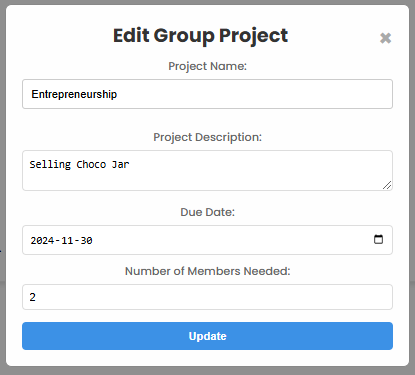 Edit Group Project
✖
Project Name:
Entrepreneurship
Project Description:
Selling Choco Jar
Due Date:
2024-11-30
Number of Members Needed:
2
Update